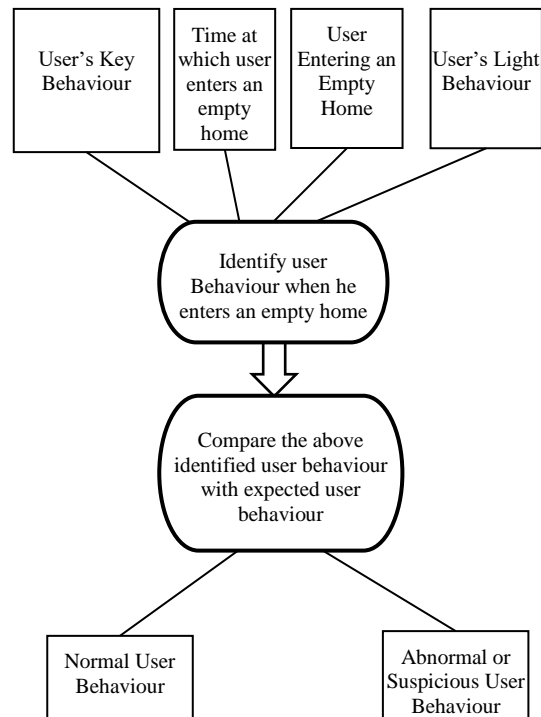 User’s Key
Behaviour
Time at
which user
enters an
empty
home
User
Entering an
Empty
Home
User’s Light
Behaviour
Identify user
Behaviour when he
enters an empty home
Compare the above
identified user behaviour
with expected user
behaviour
Normal User
Behaviour
Abnormal or
Suspicious User
Behaviour